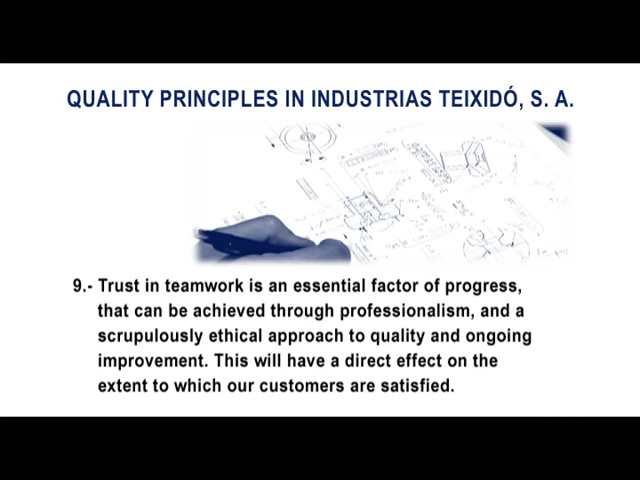 QUALITY PRINCIPLES IN INDUSTRIAS TEIXIDÓ, S. A.
9.- Trust in teamwork is an essential factor of progress,
that can be achieved through professionalism, and a
scrupulously ethical approach to quality and ongoing
improvement. This will have a direct effect on the
extent to which our customers are satisfied.